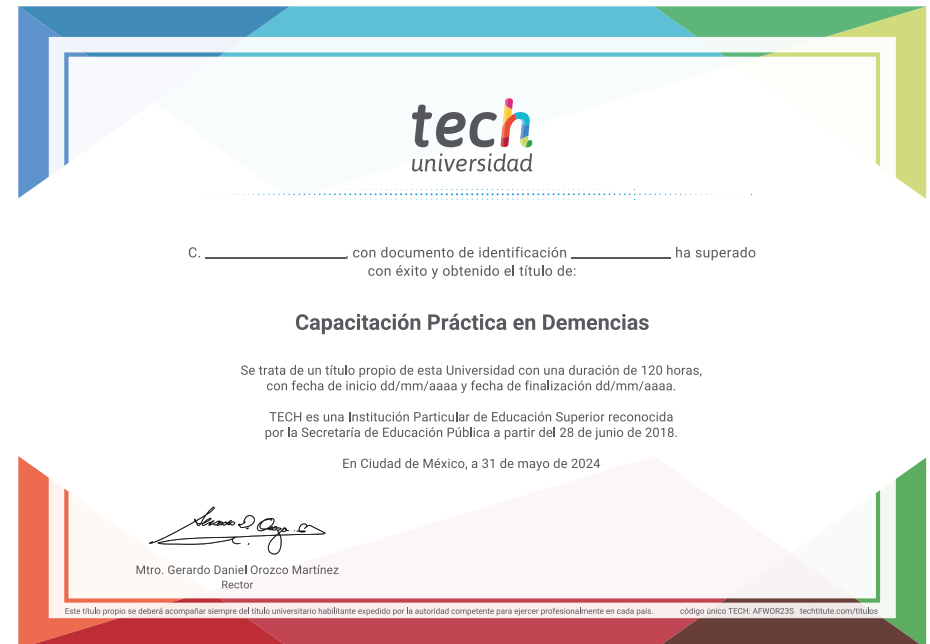 tech
universidad
C. , con documento de identificación ha superado
con éxito y obtenido el título de:
Capacitación Práctica en Demencias
Se trata de un título propio de esta Universidad con una duración de 120 horas,
con fecha de inicio dd/mm/aaaa y fecha de finalización dd/mm/aaaa.
TECH es una Institución Particular de Educación Superior reconocida
por la Secretaría de Educación Pública a partir del 28 de junio de 2018.
En Ciudad de México, a 31 de mayo de 2024
Mtro. Gerardo Daniel Orozco Martínez
Rector
Este título propio se deberá acompañar siempre del título universitario habilitante expedido por la autoridad competente para ejercer profesionalmente en cada país. código único TECH: AFWOR23S techtitute.com/titulos